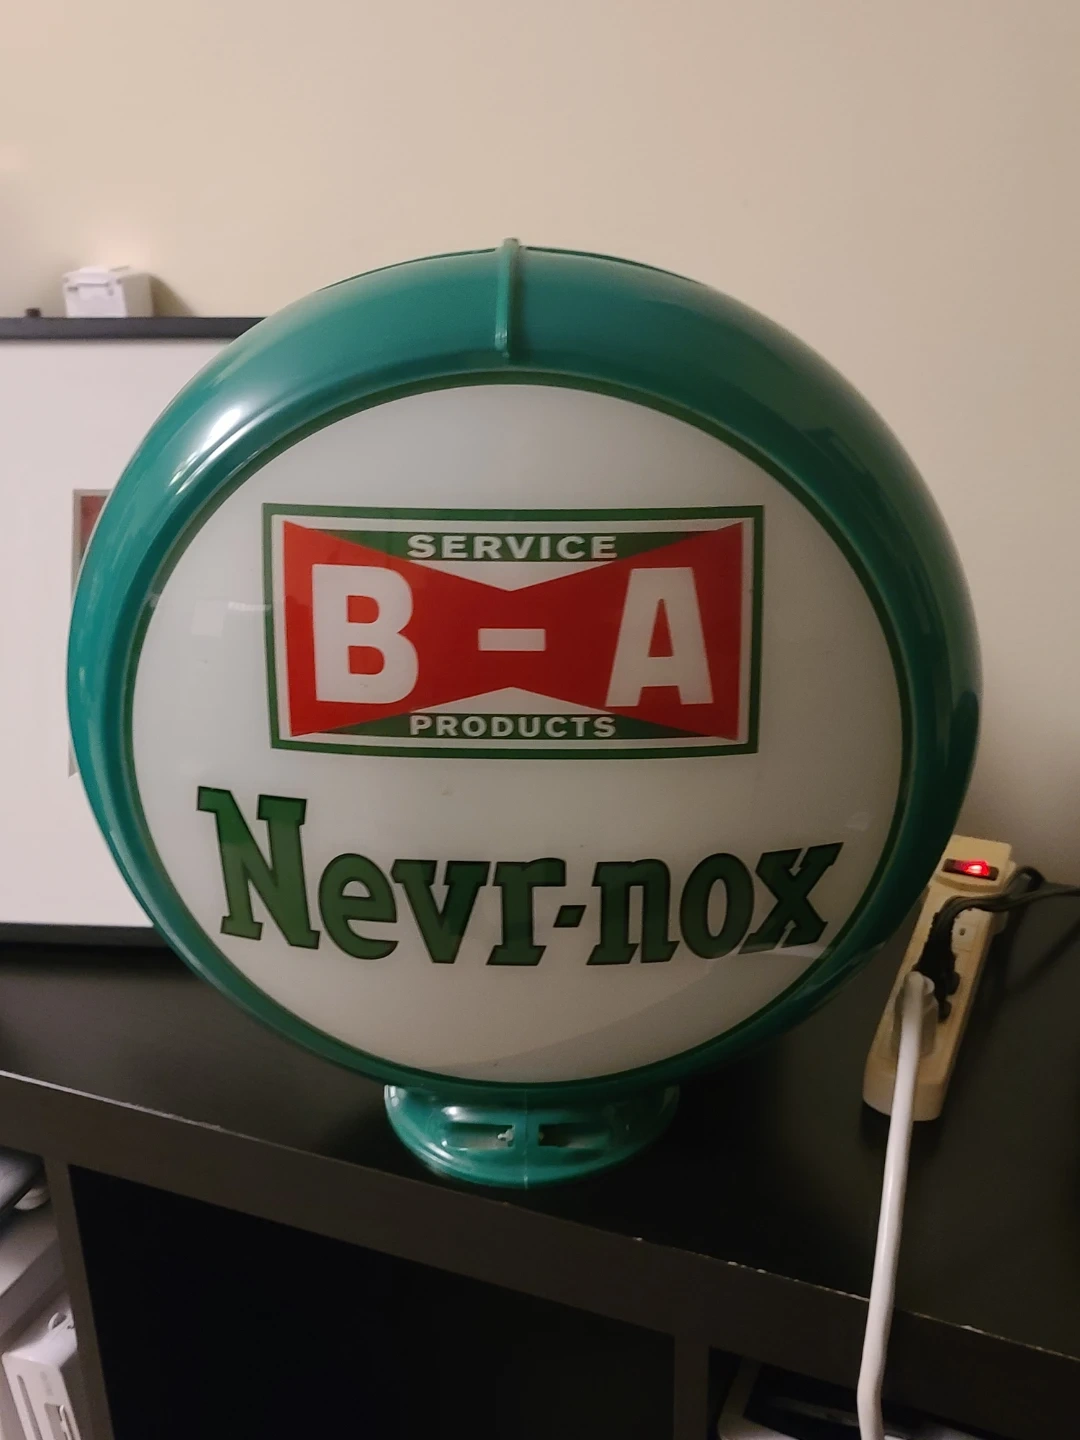 SERVICE
B-A
PRODUCTS
Nevr-nox